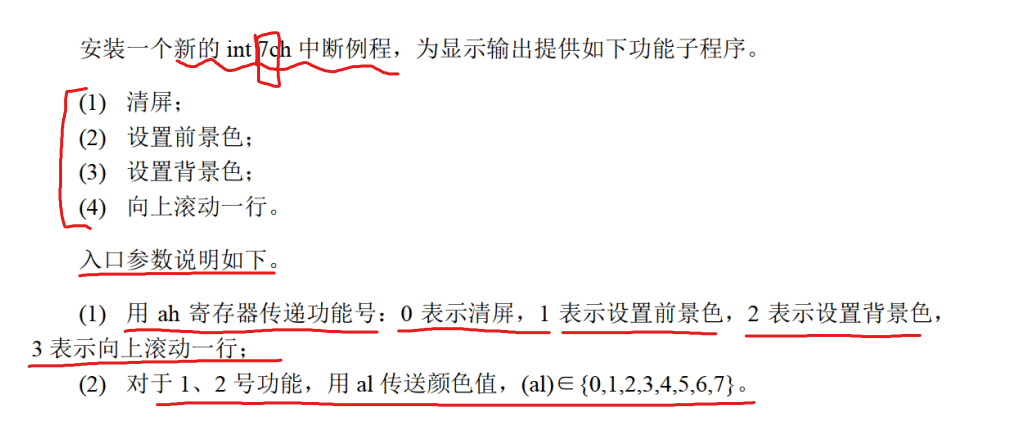 安装一个新的 int 7ch 中断例程，为显示输出提供如下功能子程序。
(1) 清屏；
(2) 设置前景色；
(3) 设置背景色；
(4) 向上滚动一行。
入口参数说明如下。
(1) 用 ah 寄存器传递功能号：0 表示清屏，1 表示设置前景色，2 表示设置背景色，
3 表示向上滚动一行；
(2) 对于 1、2 号功能，用 al 传送颜色值，(al)∈{0,1,2,3,4,5,6,7}。